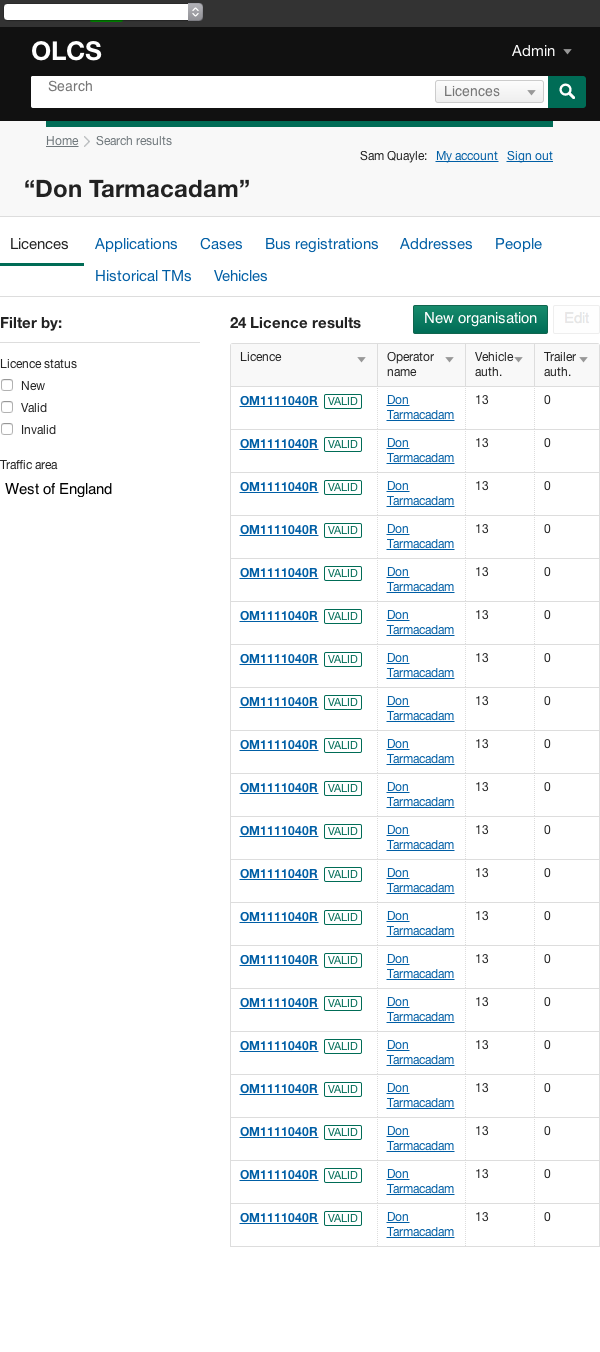 OLCS
Admin
Search
Licences
Home Search results
Sam Quayle: My account Sign out
“Don Tarmacadam”
Licences Applications Cases Bus registrations Addresses People
Historical TMs Vehicles
Filter by:
Licence status
New
Valid
Invalid
Traffic area
West of England
24 Licence results
New organisation Edit
Licence Operator Vehicle Trailer
name auth. auth.
OM1111040R VALID Don 13 0
Tarmacadam
OM1111040R VALID Don 13 0
Tarmacadam
OM1111040R VALID Don 13 0
Tarmacadam
OM1111040R VALID Don 13 0
Tarmacadam
OM1111040R VALID Don 13 0
Tarmacadam
OM1111040R VALID Don 13 0
Tarmacadam
OM1111040R VALID Don 13 0
Tarmacadam
OM1111040R VALID Don 13 0
Tarmacadam
OM1111040R VALID Don 13 0
Tarmacadam
OM1111040R VALID Don 13 0
Tarmacadam
OM1111040R VALID Don 13 0
Tarmacadam
OM1111040R VALID Don 13 0
Tarmacadam
OM1111040R VALID Don 13 0
Tarmacadam
OM1111040R VALID Don 13 0
Tarmacadam
OM1111040R VALID Don 13 0
Tarmacadam
OM1111040R VALID Don 13 0
Tarmacadam
OM1111040R VALID Don 13 0
Tarmacadam
OM1111040R VALID Don 13 0
Tarmacadam
OM1111040R VALID Don 13 0
Tarmacadam
OM1111040R VALID Don 13 0
Tarmacadam